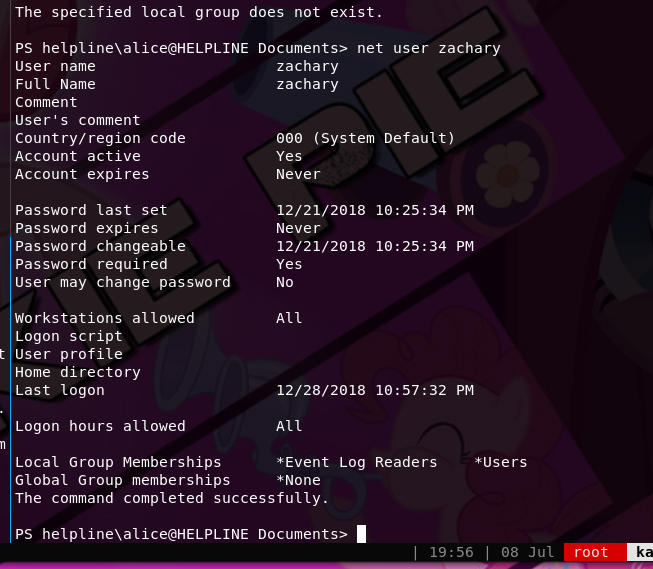 The specified local group does not exist.
PS helpline\alice@HELPLINE Documents> net user zachary
User name                    zachary
Full Name                    zachary
Comment
User's comment
Country/region code          000 (System Default)
Account active               Yes
Account expires              Never
Password last set            12/21/2018 10:25:34 PM
Password expires             Never
Password changeable          12/21/2018 10:25:34 PM
Password required            Yes
User may change password     No
Workstations allowed         All
Logon script
User profile
Home directory
Last logon                   12/28/2018 10:57:32 PM
Logon hours allowed          All
Local Group Memberships      *Event Log Readers    *Users
Global Group memberships     *None
The command completed successfully.
PS helpline\alice@HELPLINE Documents>
| 19:56 | 08 Jul root ka
PIE